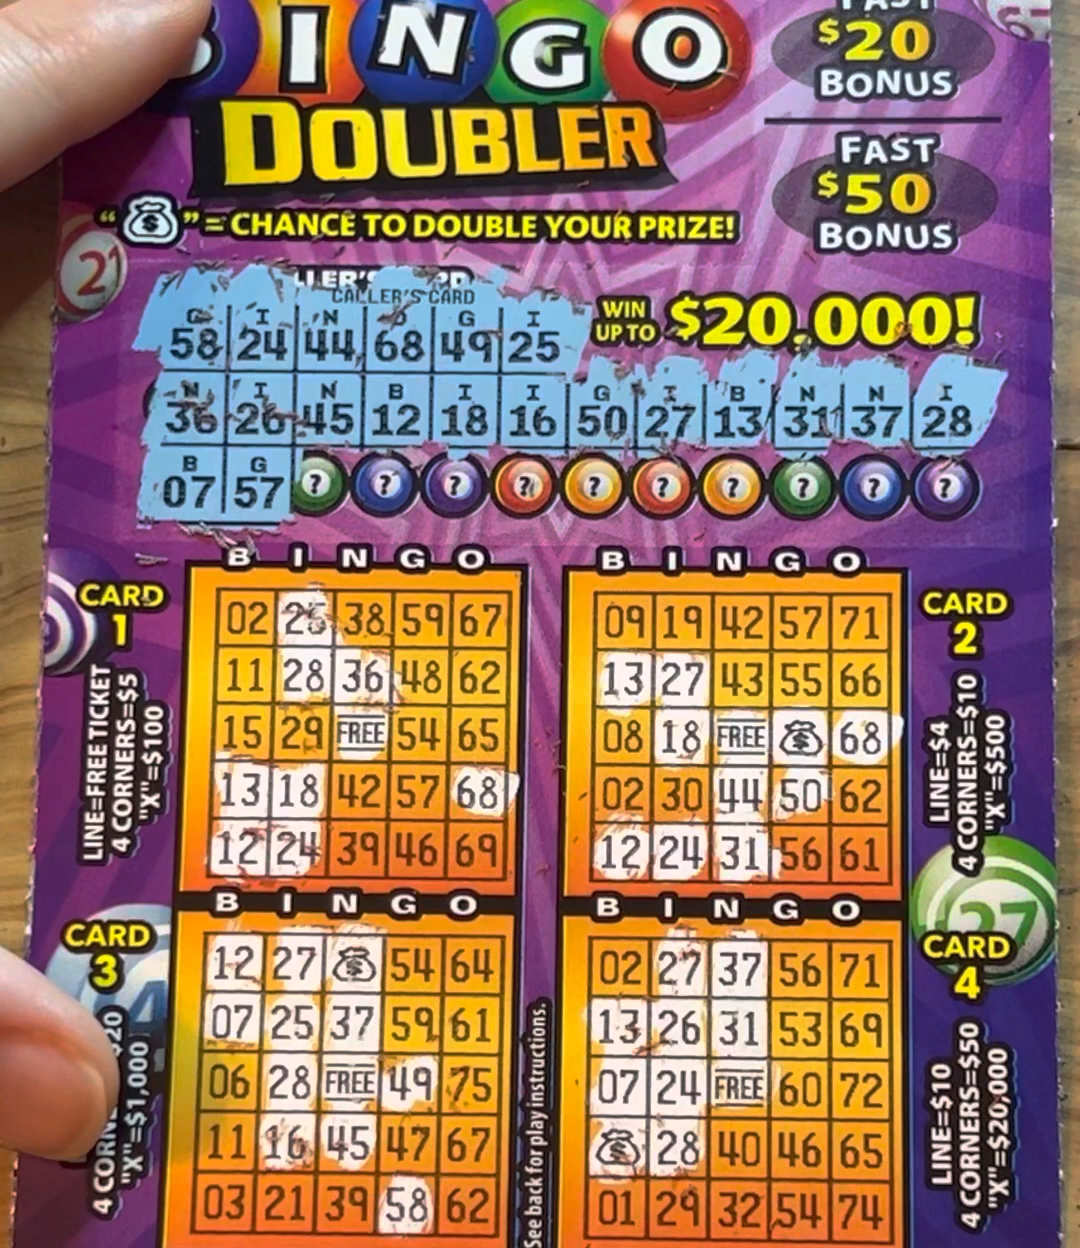 BINGO
DOUBLER
FAST
$20
BONUS
FAST
$50
BONUS
" $ " = CHANCE TO DOUBLE YOUR PRIZE!
21
CALLER'S CARD
WIN UP TO $20,000!
G I N G I
58 24 44 68 49 25
N I N B I I G I B N N I
36 26 45 12 18 16 50 27 13 31 37 28
B G
07 57 ? ? ? ? ? ? ? ? ? ?
CARD
1
LINE=FREE TICKET
4 CORNERS=$5
"X"=$100
B I N G O
02 26 38 59 67
11 28 36 48 62
15 29 FREE 54 65
13 18 42 57 68
12 24 39 46 69
B I N G O
09 19 42 57 71
13 27 43 55 66
08 18 FREE $ 68
02 30 44 50 62
12 24 31 56 61
CARD
2
LINE=$4
4 CORNERS=$10
"X"=$500
CARD
3
$20
4 CORN
"X"=$1,000
B I N G O
12 27 $ 54 64
07 25 37 59 61
06 28 FREE 49 75
11 16 45 47 67
03 21 39 58 62
See back for play instructions.
B I N G O
02 27 37 56 71
13 26 31 53 69
07 24 FREE 60 72
$ 28 40 46 65
01 29 32 54 74
27
CARD
4
LINE=$10
4 CORNERS=$50
"X"=$20,000